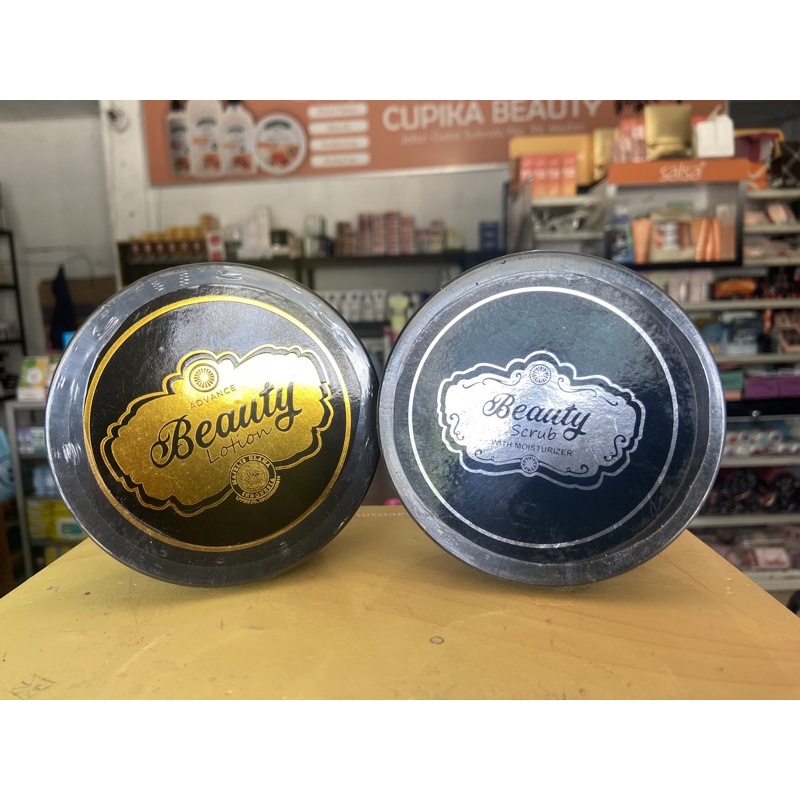 CUPIKA BEAUTY
salsa
ADVANCE
Beauty
Lotion
Beauty
Scrub
WITH MOISTURIZER